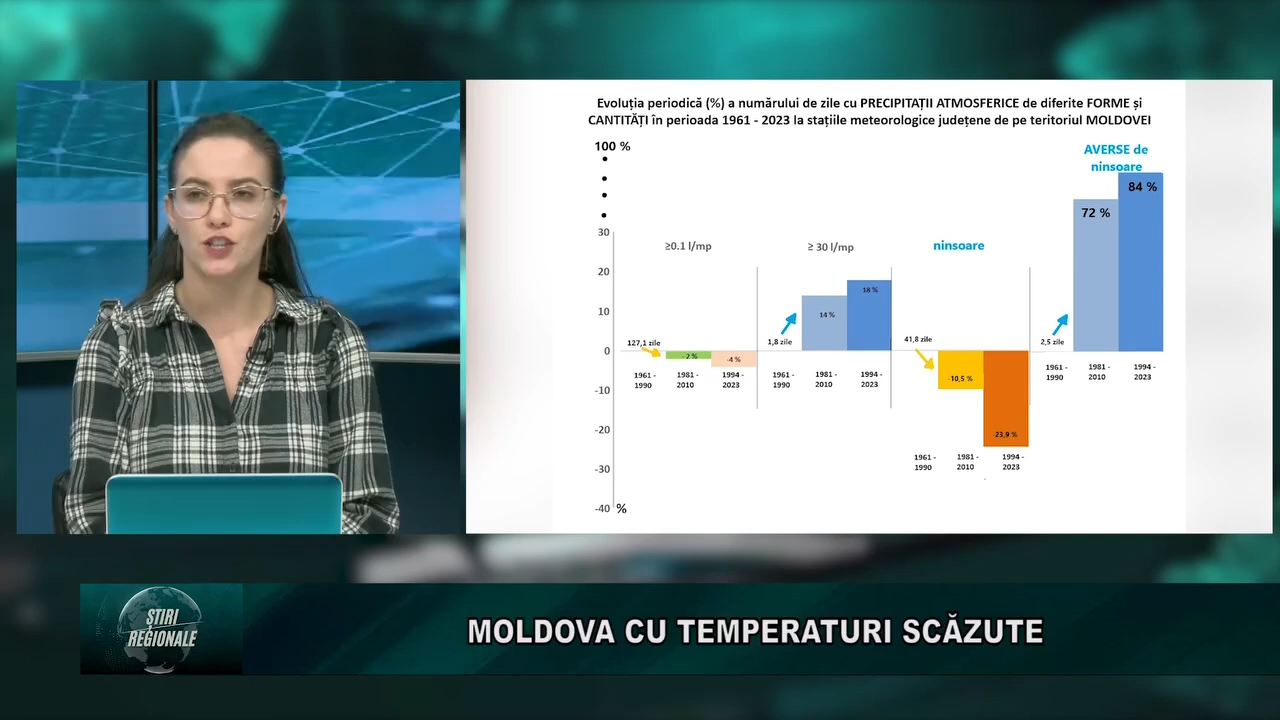 Evoluția periodică (%) a numărului de zile cu PRECIPITAȚII ATMOSFERICE de diferite FORME și
CANTITĂȚI în perioada 1961 - 2023 la stațiile meteorologice județene de pe teritoriul MOLDOVEI
100 %
AVERSE de
ninsoare
84 %
72 %
30
≥0.1 l/mp
≥ 30 l/mp
ninsoare
20
10
18 %
14 %
127,1 zile
1,8 zile
41,8 zile
2,5 zile
0
- 2 %
-4 %
1961 -
1990
1981 -
2010
1994 -
2023
1961 -
1990
1981 -
2010
1994 -
2023
-10,5 %
1961 -
1990
1981 -
2010
1994 -
2023
-10
-20
-23,9 %
1961 -
1990
1981 -
2010
1994 -
2023
-30
-40 %
STIRI
REGIONALE
MOLDOVA CU TEMPERATURI SCĂZUTE